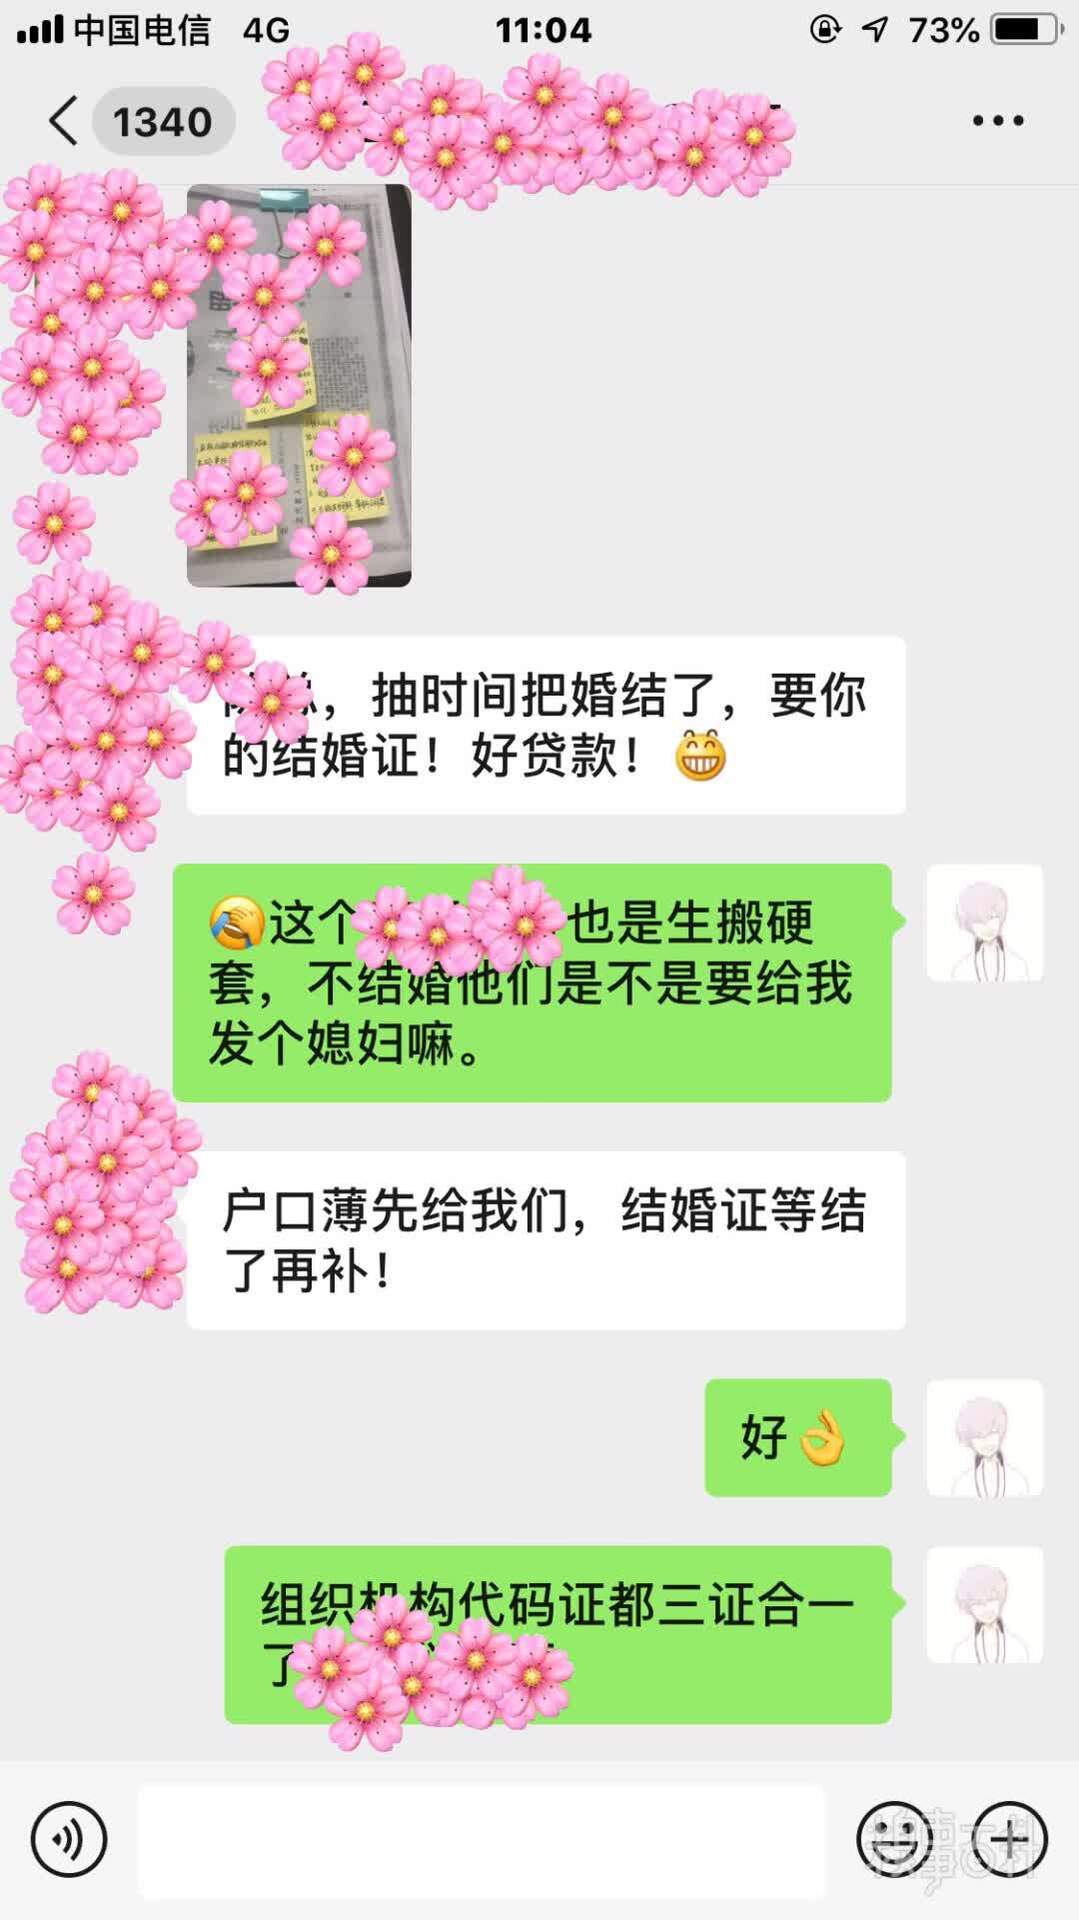 中国电信 4G 11:04 73%
1340
，抽时间把婚结了，要你
的结婚证！好贷款！
这个 也是生搬硬
套，不结婚他们是不是要给我
发个媳妇嘛。
户口薄先给我们，结婚证等结
了再补！
好
组织机构代码证都三证合一
了
糗事百科